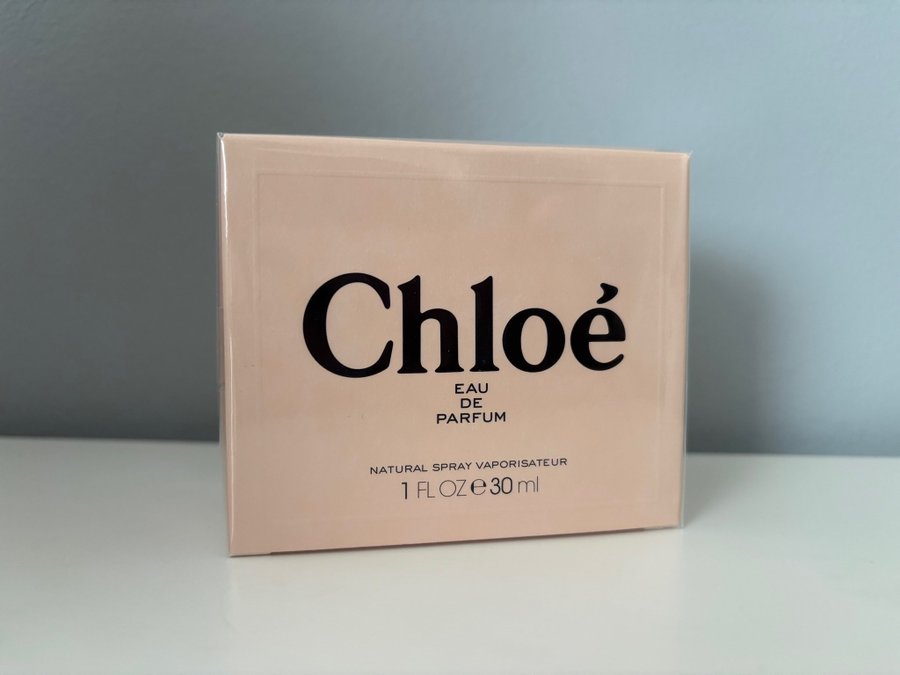 Chloé
EAU
DE
PARFUM
NATURAL SPRAY VAPORISATEUR
1 FL OZ ℮ 30 ml